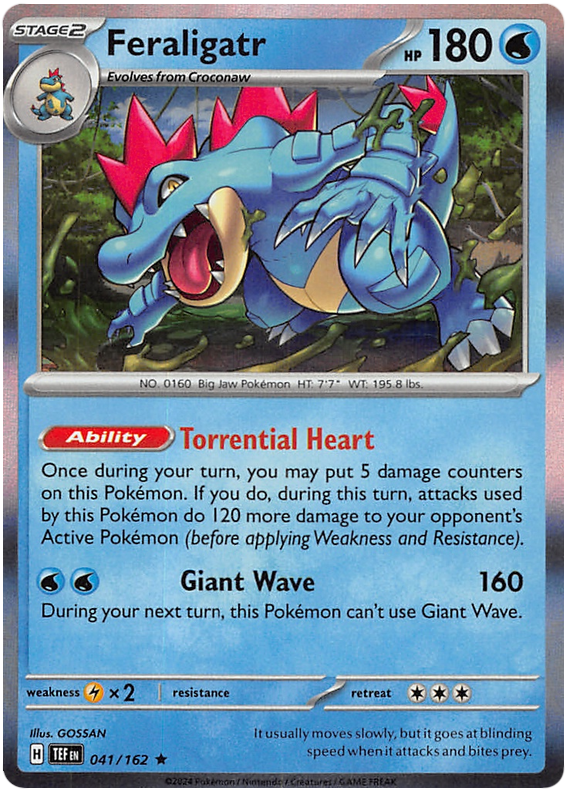 STAGE2
Feraligatr
HP 180
Evolves from Croconaw
NO. 0160 Big Jaw Pokémon HT: 7'7" WT: 195.8 lbs.
Ability Torrential Heart
Once during your turn, you may put 5 damage counters
on this Pokémon. If you do, during this turn, attacks used
by this Pokémon do 120 more damage to your opponent's
Active Pokémon (before applying Weakness and Resistance).
Giant Wave 160
During your next turn, this Pokémon can't use Giant Wave.
weakness ×2 resistance retreat
Illus. GOSSAN
It usually moves slowly, but it goes at blinding
speed when it attacks and bites prey.
H TEF EN 041/162 ★
©2024 Pokémon / Nintendo / Creatures / GAME FREAK